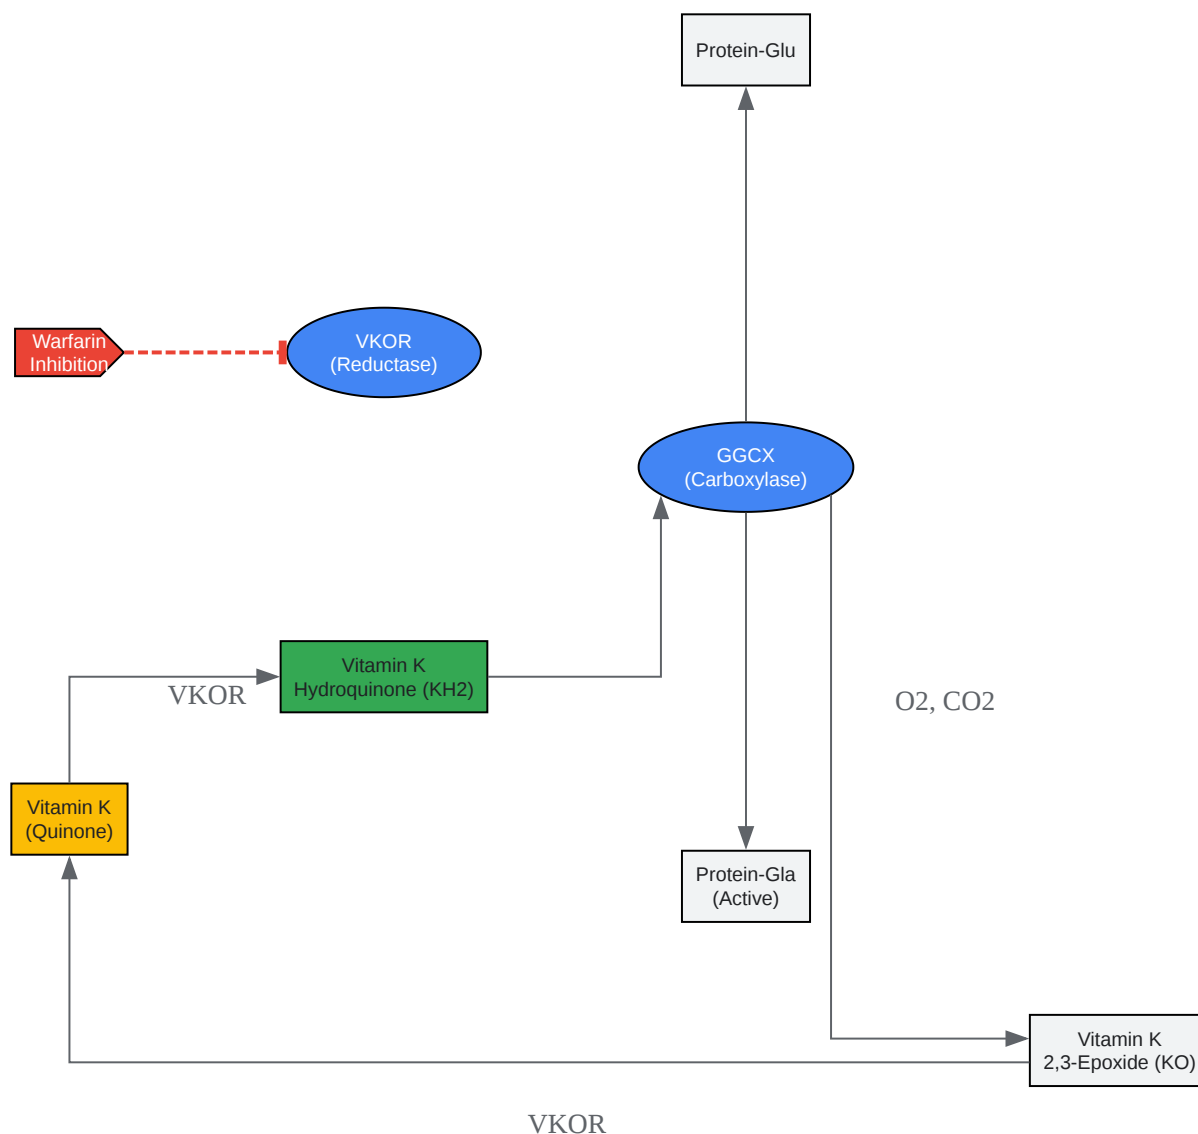 Protein-Glu
Warfarin
Inhibition
VKOR
(Reductase)
GGCX
(Carboxylase)
Vitamin K
Hydroquinone (KH2)
VKOR
O2, CO2
Vitamin K
(Quinone)
Protein-Gla
(Active)
Vitamin K
2,3-Epoxide (KO)
VKOR